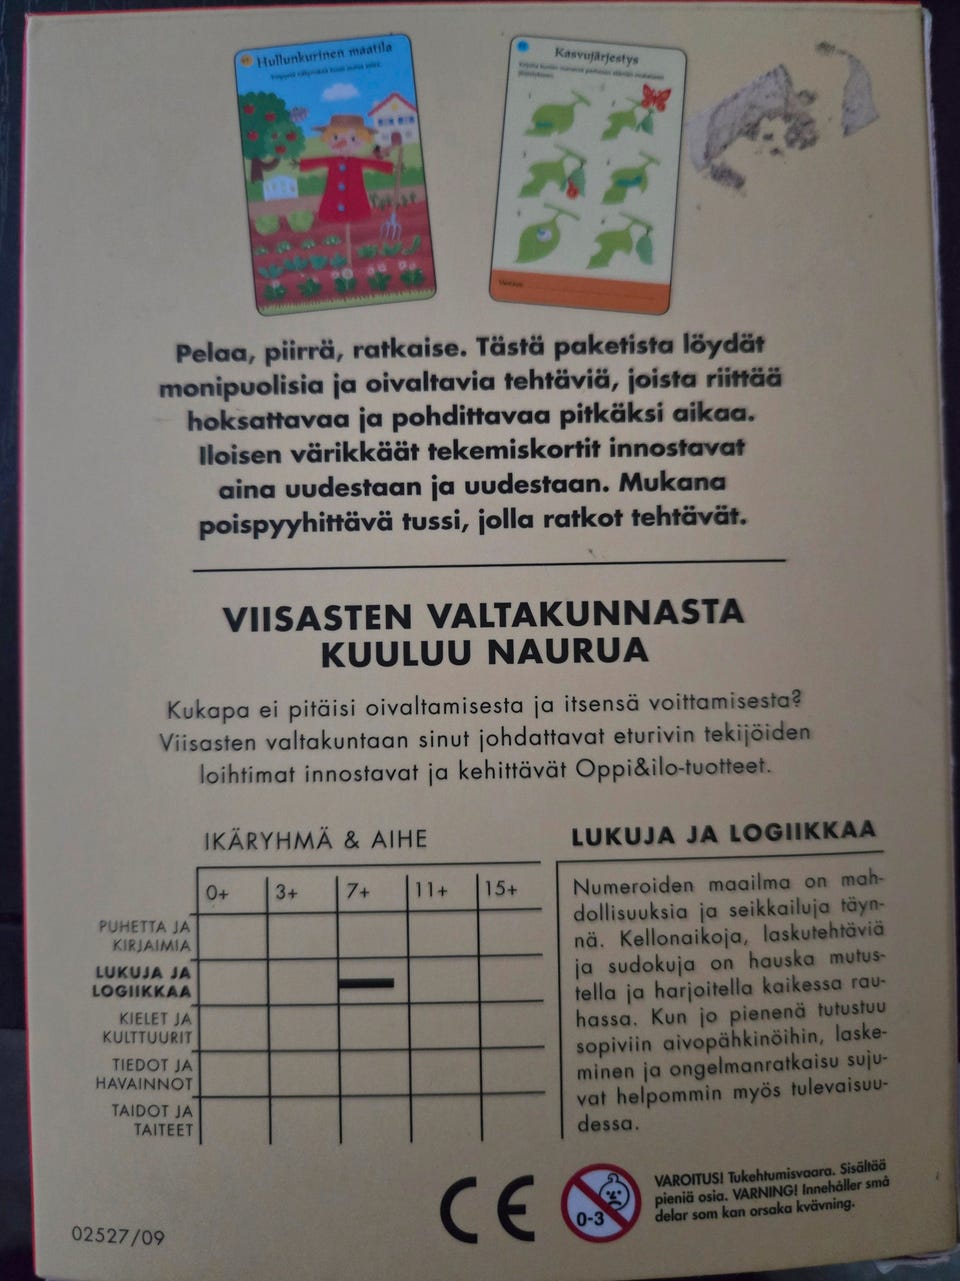 Hullunkurinen maatila
Kasvujärjestys
Pelaa, piirrä, ratkaise. Tästä paketista löydät
monipuolisia ja oivaltavia tehtäviä, joista riittää
hoksattavaa ja pohdittavaa pitkäksi aikaa.
Iloisen värikkäät tekemiskortit innostavat
aina uudestaan ja uudestaan. Mukana
poispyyhittävä tussi, jolla ratkot tehtävät.
VIISASTEN VALTAKUNNASTA
KUULUU NAURUA
Kukapa ei pitäisi oivaltamisesta ja itsensä voittamisesta?
Viisasten valtakuntaan sinut johdattavat eturivin tekijöiden
loihtimat innostavat ja kehittävät Oppi&ilo-tuotteet.
IKÄRYHMÄ & AIHE
0+ 3+ 7+ 11+ 15+
PUHETTA JA
KIRJAIMIA
LUKUJA JA
LOGIIKKAA
KIELET JA
KULTTUURIT
TIEDOT JA
HAVAINNOT
TAIDOT JA
TAITEET
LUKUJA JA LOGIIKKAA
Numeroiden maailma on mah-
dollisuuksia ja seikkailuja täyn-
nä. Kellonaikoja, laskutehtäviä
ja sudokuja on hauska mutus-
tella ja harjoitella kaikessa rau-
hassa. Kun jo pienenä tutustuu
sopiviin aivopähkinöihin, laske-
minen ja ongelmanratkaisu suju-
vat helpommin myös tulevaisuu-
dessa.
CE
0-3
VAROITUS! Tukehtumisvaara. Sisältää
pieniä osia. VARNING! Innehåller små
delar som kan orsaka kvävning.
02527/09